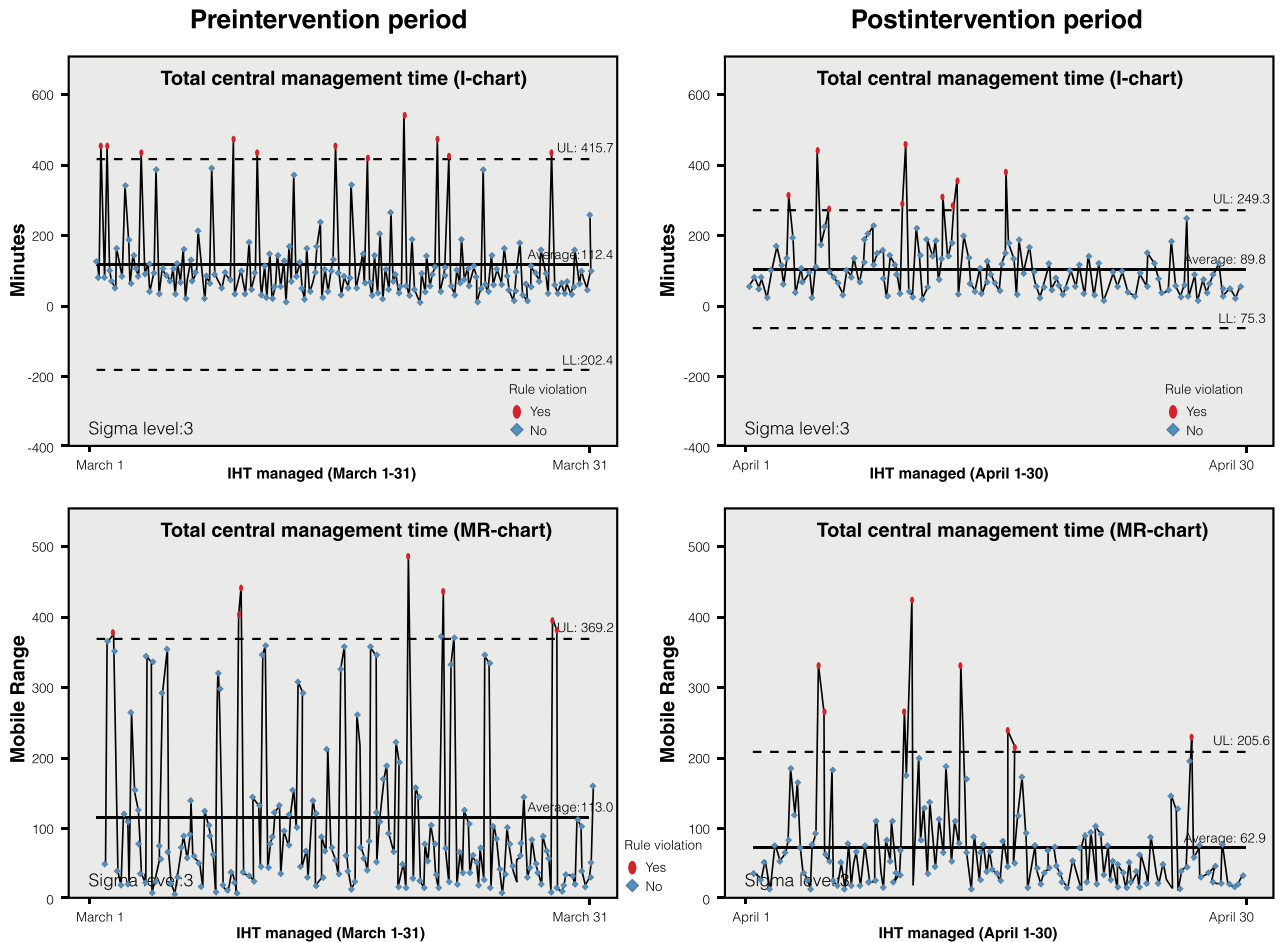 Preintervention period
Postintervention period
Total central management time (I-chart)
Minutes
600
400
200
0
-200
-400
UL: 415.7
Average:112.4
LL:202.4
Rule violation
Yes
No
Sigma level:3
March 1
March 31
IHT managed (March 1-31)
Total central management time (I-chart)
Minutes
600
400
200
0
-200
-400
UL: 249.3
Average: 89.8
LL: 75.3
Rule violation
Yes
No
Sigma level:3
April 1
April 30
IHT managed (April 1-30)
Total central management time (MR-chart)
Mobile Range
500
400
300
200
100
0
UL: 369.2
Average:113.0
Sigma level:3
March 1
March 31
IHT managed (March 1-31)
Rule violation
Yes
No
Total central management time (MR-chart)
Mobile Range
500
400
300
200
100
0
UL: 205.6
Average: 62.9
Sigma level:3
April 1
April 30
IHT managed (April 1-30)